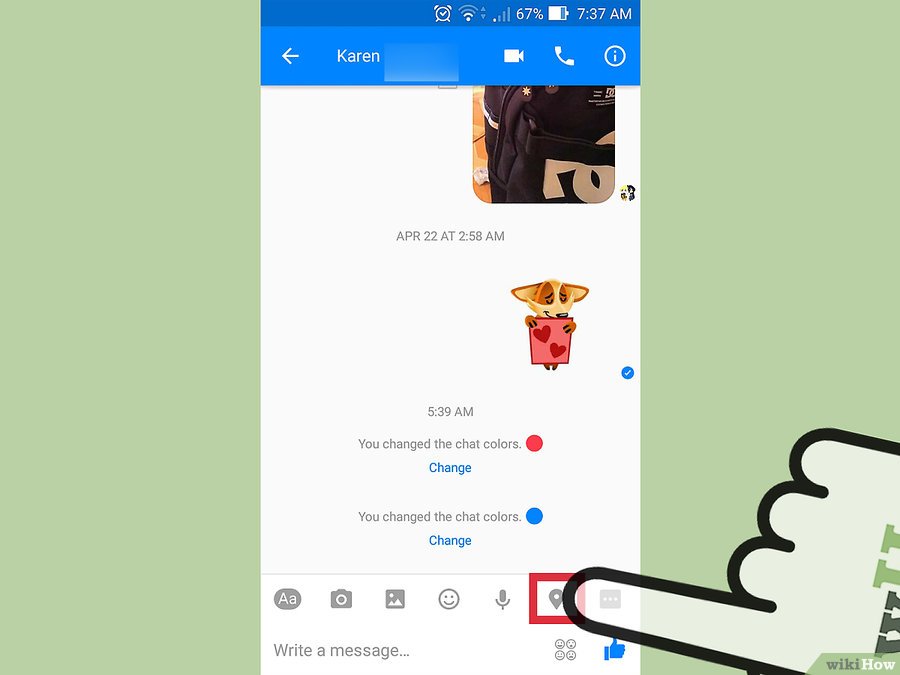 67% 7:37 AM
Karen
APR 22 AT 2:58 AM
5:39 AM
You changed the chat colors.
Change
You changed the chat colors.
Change
Aa
Write a message...
wikiHow